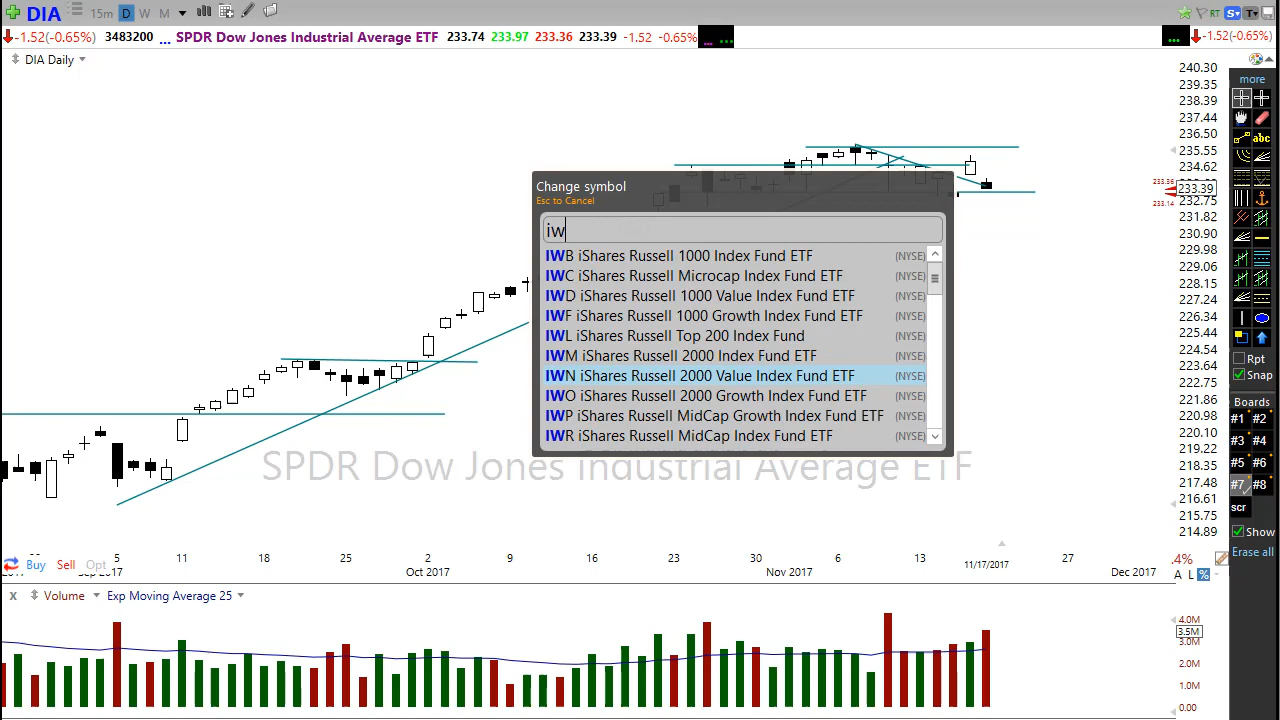 DIA 15m D W M RT S T
-1.52(-0.65%) 3483200 ... SPDR Dow Jones Industrial Average ETF 233.74 233.97 233.36 233.39 -1.52 -0.65% ... ... ... -1.52(-0.65%)
DIA Daily
Change symbol
Esc to Cancel
iw
IWB iShares Russell 1000 Index Fund ETF (NYSE)
IWC iShares Russell Microcap Index Fund ETF (NYSE)
IWD iShares Russell 1000 Value Index Fund ETF (NYSE)
IWF iShares Russell 1000 Growth Index Fund ETF (NYSE)
IWL iShares Russell Top 200 Index Fund (NYSE)
IWM iShares Russell 2000 Index Fund ETF (NYSE)
IWN iShares Russell 2000 Value Index Fund ETF (NYSE)
IWO iShares Russell 2000 Growth Index Fund ETF (NYSE)
IWP iShares Russell MidCap Growth Index Fund ETF (NYSE)
IWR iShares Russell MidCap Index Fund ETF (NYSE)
SPDR Dow Jones Industrial Average ETF
240.30
239.35
238.39
237.44
236.50
235.55
234.62
233.36
233.39
233.14
232.75
231.82
230.90
229.98
229.06
228.15
227.24
226.34
225.44
224.54
223.64
222.75
221.86
220.98
220.10
219.22
218.35
217.48
216.61
215.75
214.89
more
abc
Rpt
Snap
Boards
#1 #2
#3 #4
#5 #6
#7 #8
scr
Show
Erase all
5 11 18 25 2 9 16 23 30 6 13 27
Buy Sell Opt
2017 Sep 2017 Oct 2017 Nov 2017 11/17/2017 Dec 2017
.4%
A L %
x Volume Exp Moving Average 25
4.0M
3.5M
3.0M
2.0M
1.0M
0.00